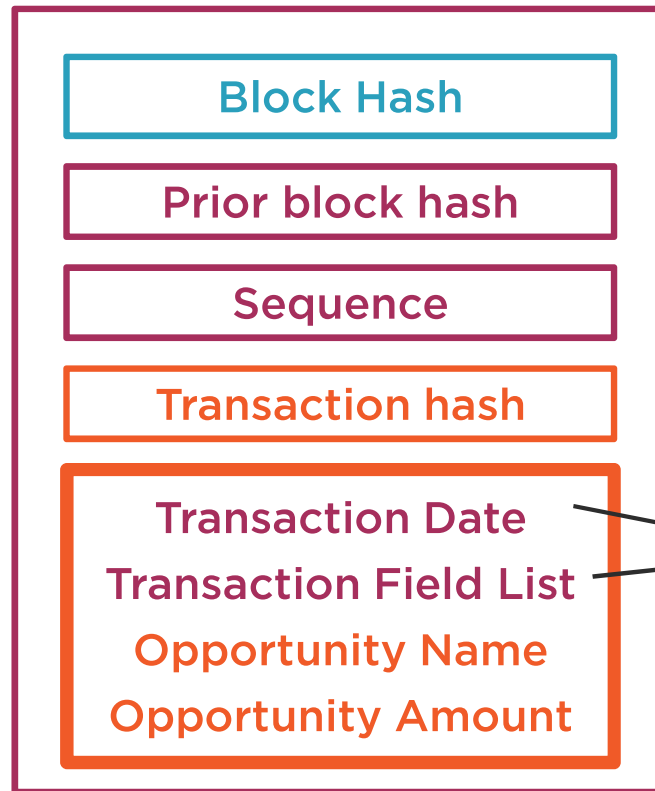 Block Hash
Prior block hash
Sequence
Transaction hash
Transaction Date
Transaction Field List
Opportunity Name
Opportunity Amount